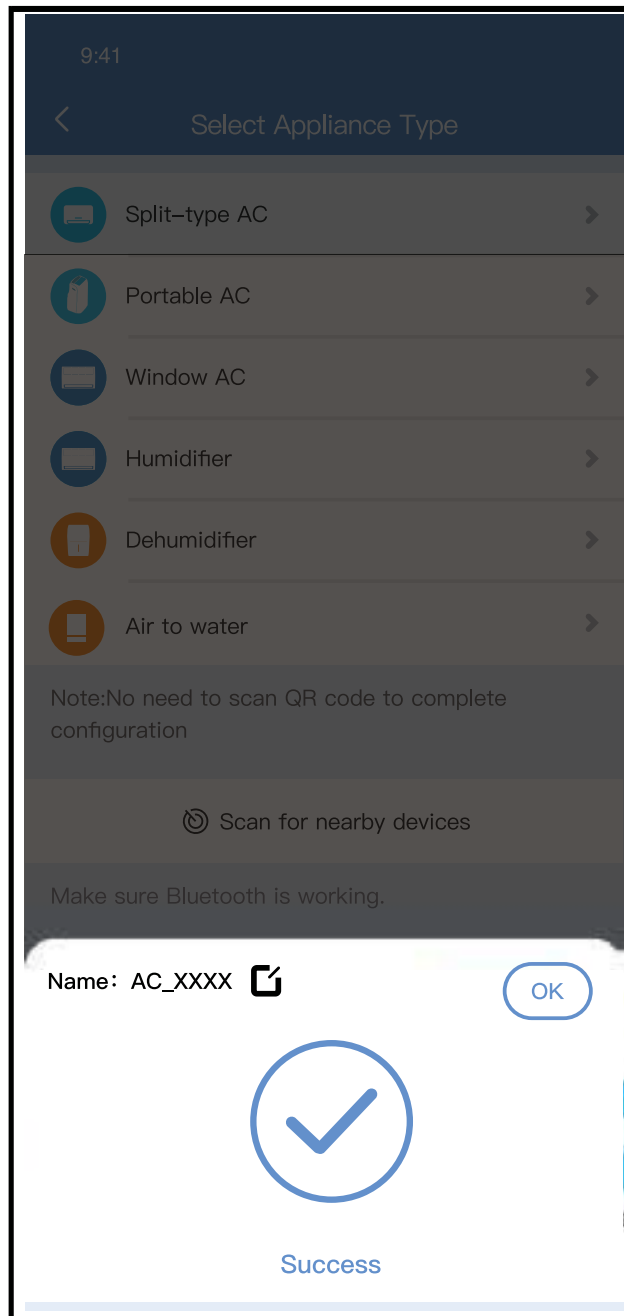 9:41
Select Appliance Type
Split-type AC
Portable AC
Window AC
Humidifier
Dehumidifier
Air to water
Note:No need to scan QR code to complete
configuration
Scan for nearby devices
Make sure Bluetooth is working.
Name: AC_XXXX
OK
Success